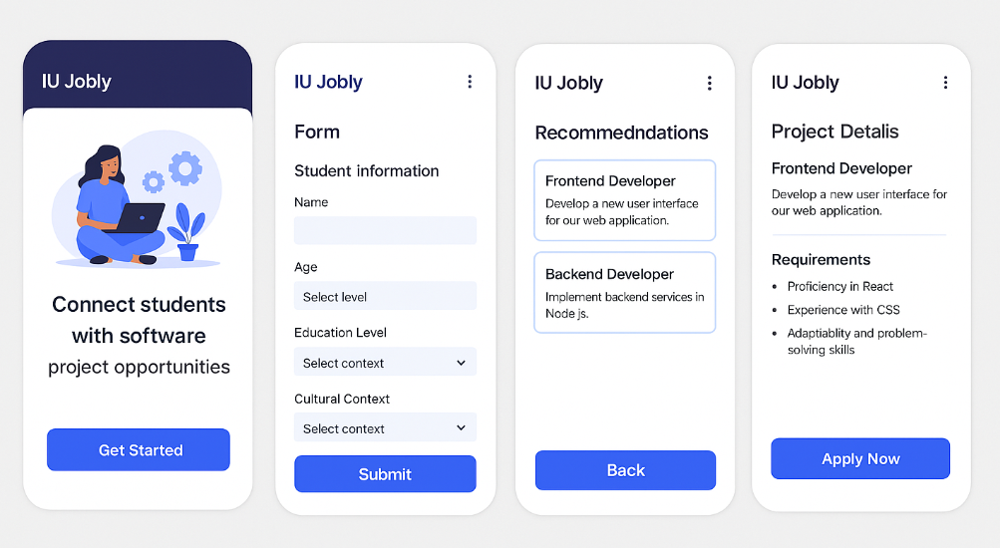 IU Jobly
Connect students
with software
project opportunities
Get Started
IU Jobly
Form
Student information
Name
Age
Select level
Education Level
Select context
Cultural Context
Select context
Submit
IU Jobly
Recommedndations
Frontend Developer
Develop a new user interface
for our web application.
Backend Developer
Implement backend services in
Node js.
Back
IU Jobly
Project Detalis
Frontend Developer
Develop a new user interface for
our web application.
Requirements
• Proficiency in React
• Experience with CSS
• Adaptiablity and problem-
solving skills
Apply Now